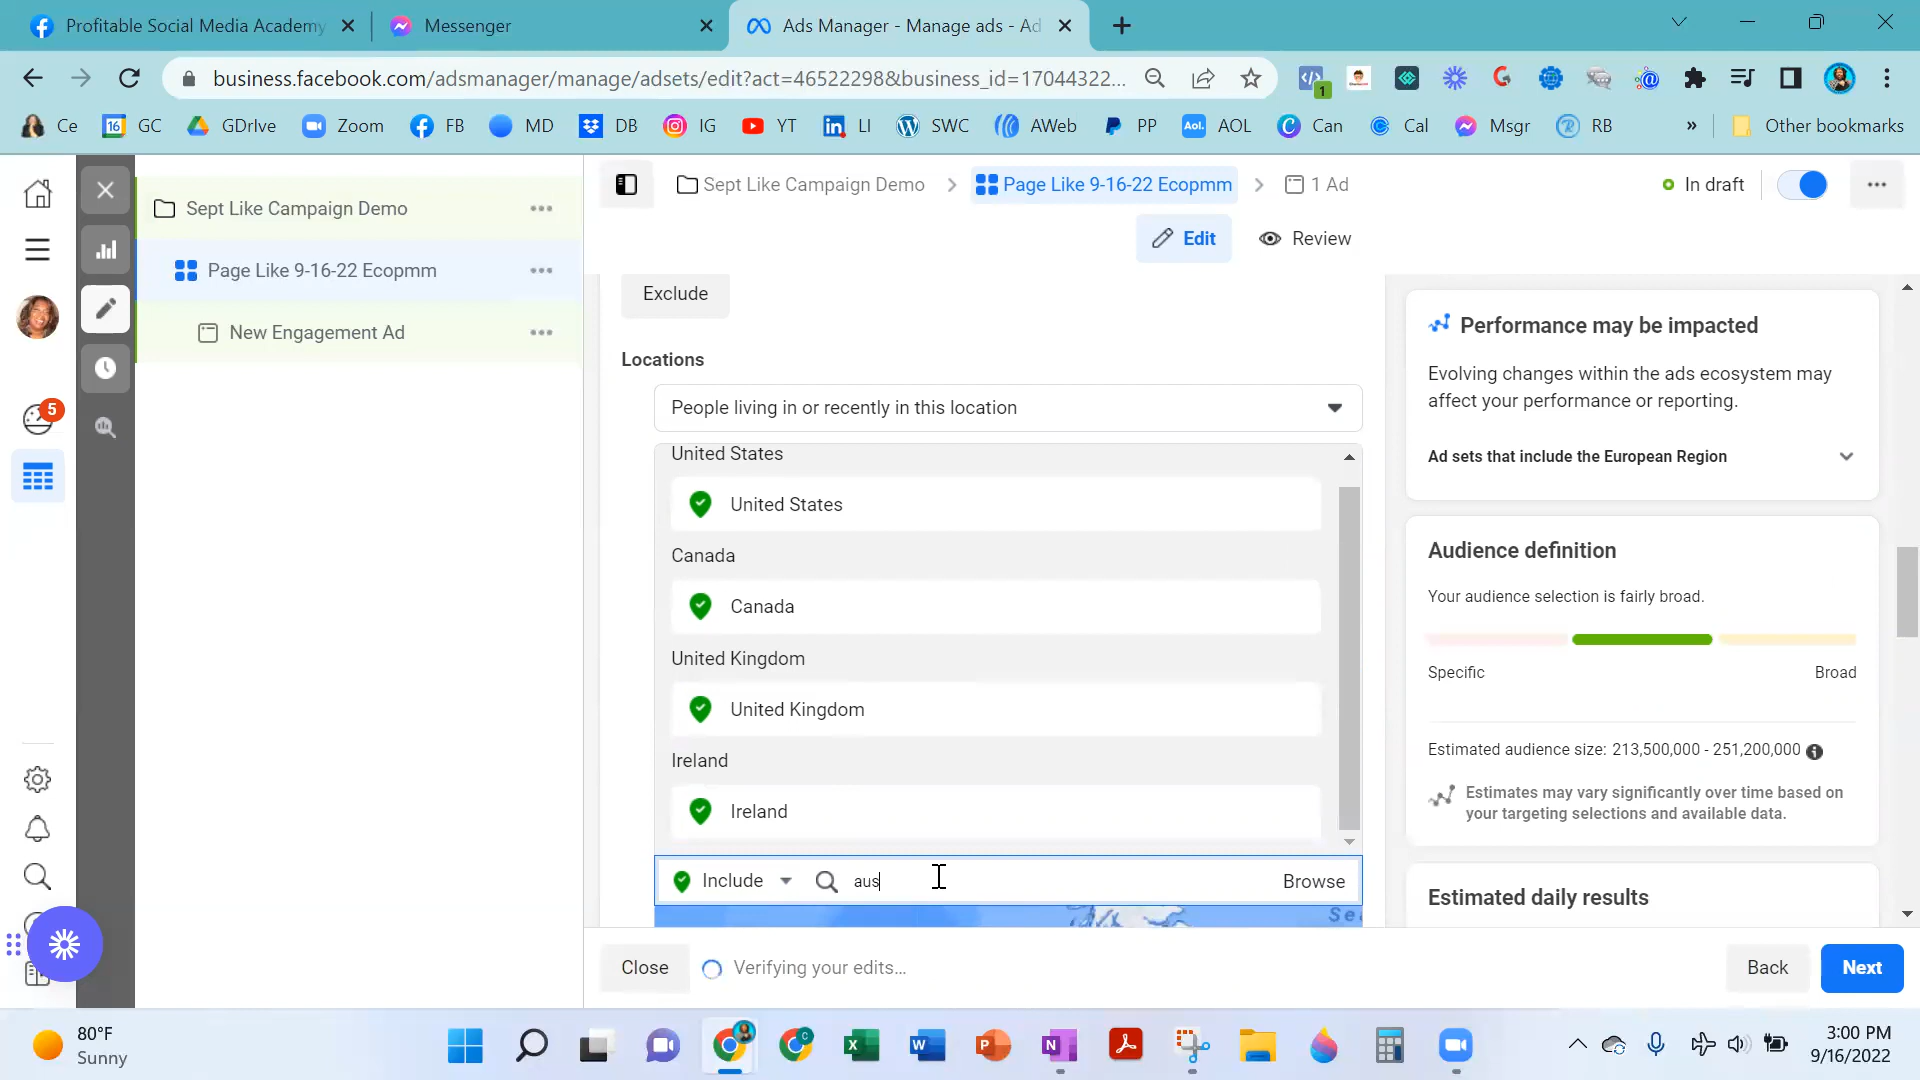 Profitable Social Media Academy
Messenger
Ads Manager - Manage ads - Ad
business.facebook.com/adsmanager/manage/adsets/edit?act=46522298&business_id=17044322...
1
Ce
16 GC
GDrIve
Zoom
FB
MD
DB
IG
YT
LI
SWC
AWeb
PP
Aol. AOL
Can
Cal
Msgr
RB
»
Other bookmarks
Sept Like Campaign Demo
Page Like 9-16-22 Ecopmm
New Engagement Ad
5
Sept Like Campaign Demo
Page Like 9-16-22 Ecopmm
1 Ad
In draft
Edit
Review
Exclude
Locations
People living in or recently in this location
United States
United States
Canada
Canada
United Kingdom
United Kingdom
Ireland
Ireland
Include
aus
Browse
Performance may be impacted
Evolving changes within the ads ecosystem may
affect your performance or reporting.
Ad sets that include the European Region
Audience definition
Your audience selection is fairly broad.
Specific
Broad
Estimated audience size: 213,500,000 - 251,200,000
Estimates may vary significantly over time based on
your targeting selections and available data.
Estimated daily results
Close
Verifying your edits...
Back
Next
80°F
Sunny
3:00 PM
9/16/2022